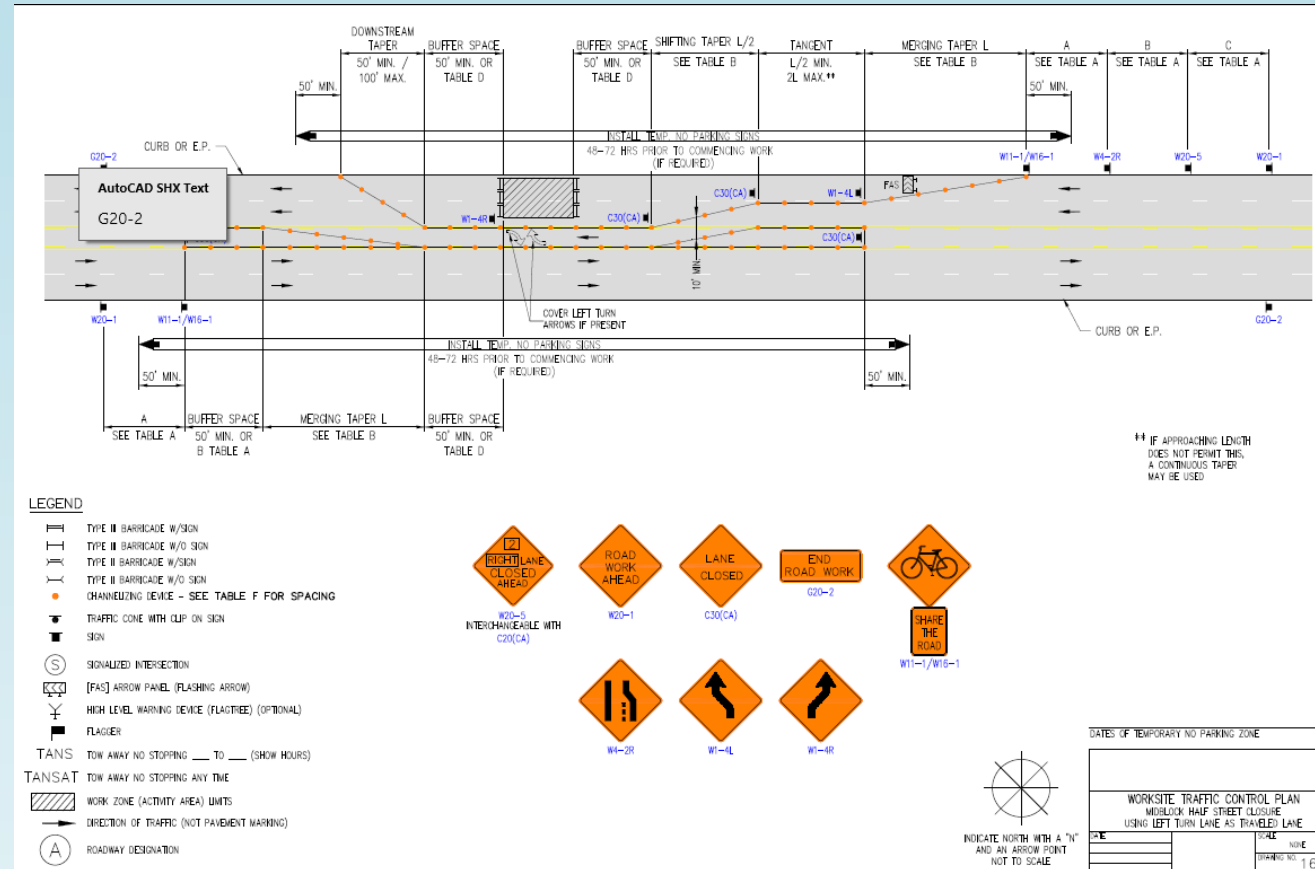 DOWNSTREAM
TAPER
50' MIN. /
100' MAX.
BUFFER SPACE
50' MIN. OR
TABLE D
BUFFER SPACE
50' MIN. OR
TABLE D
SHIFTING TAPER L/2
SEE TABLE B
TANGENT
L/2 MIN.
2L MAX.**
MERGING TAPER L
SEE TABLE B
A
SEE TABLE A
B
SEE TABLE A
C
SEE TABLE A
50' MIN.
50' MIN.
INSTALL TEMP. NO PARKING SIGNS
48-72 HRS PRIOR TO COMMENCING WORK
(IF REQUIRED)
CURB OR E.P.
G20-2
W11-1/W16-1
W4-2R
W20-5
W20-1
AutoCAD SHX Text
G20-2
FAS
C30(CA)
W1-4L
W1-4R
C30(CA)
C30(CA)
10' MIN.
W20-1
W11-1/W16-1
COVER LEFT TURN
ARROWS IF PRESENT
G20-2
CURB OR E.P.
INSTALL TEMP. NO PARKING SIGNS
48-72 HRS PRIOR TO COMMENCING WORK
(IF REQUIRED)
50' MIN.
50' MIN.
A
SEE TABLE A
BUFFER SPACE
50' MIN. OR
B TABLE A
MERGING TAPER L
SEE TABLE B
BUFFER SPACE
50' MIN. OR
TABLE D
** IF APPROACHING LENGTH
DOES NOT PERMIT THIS,
A CONTINUOUS TAPER
MAY BE USED
LEGEND
TYPE III BARRICADE W/SIGN
TYPE III BARRICADE W/O SIGN
TYPE II BARRICADE W/SIGN
TYPE II BARRICADE W/O SIGN
CHANNELIZING DEVICE - SEE TABLE F FOR SPACING
TRAFFIC CONE WITH CLIP ON SIGN
SIGN
S SIGNALIZED INTERSECTION
[FAS] ARROW PANEL (FLASHING ARROW)
HIGH LEVEL WARNING DEVICE (FLAGTREE) (OPTIONAL)
FLAGGER
TANS TOW AWAY NO STOPPING ___ TO ___ (SHOW HOURS)
TANSAT TOW AWAY NO STOPPING ANY TIME
WORK ZONE (ACTIVITY AREA) LIMITS
DIRECTION OF TRAFFIC (NOT PAVEMENT MARKING)
A ROADWAY DESIGNATION
2
RIGHT LANE
CLOSED
AHEAD
W20-5
INTERCHANGEABLE WITH
C20(CA)
ROAD
WORK
AHEAD
W20-1
LANE
CLOSED
C30(CA)
END
ROAD WORK
G20-2
SHARE
THE
ROAD
W11-1/W16-1
W4-2R
W1-4L
W1-4R
INDICATE NORTH WITH A "N"
AND AN ARROW POINT
NOT TO SCALE
DATES OF TEMPORARY NO PARKING ZONE
WORKSITE TRAFFIC CONTROL PLAN
MIDBLOCK HALF STREET CLOSURE
USING LEFT TURN LANE AS TRAVELED LANE
DATE
SCALE
NONE
DRAWING NO. 16